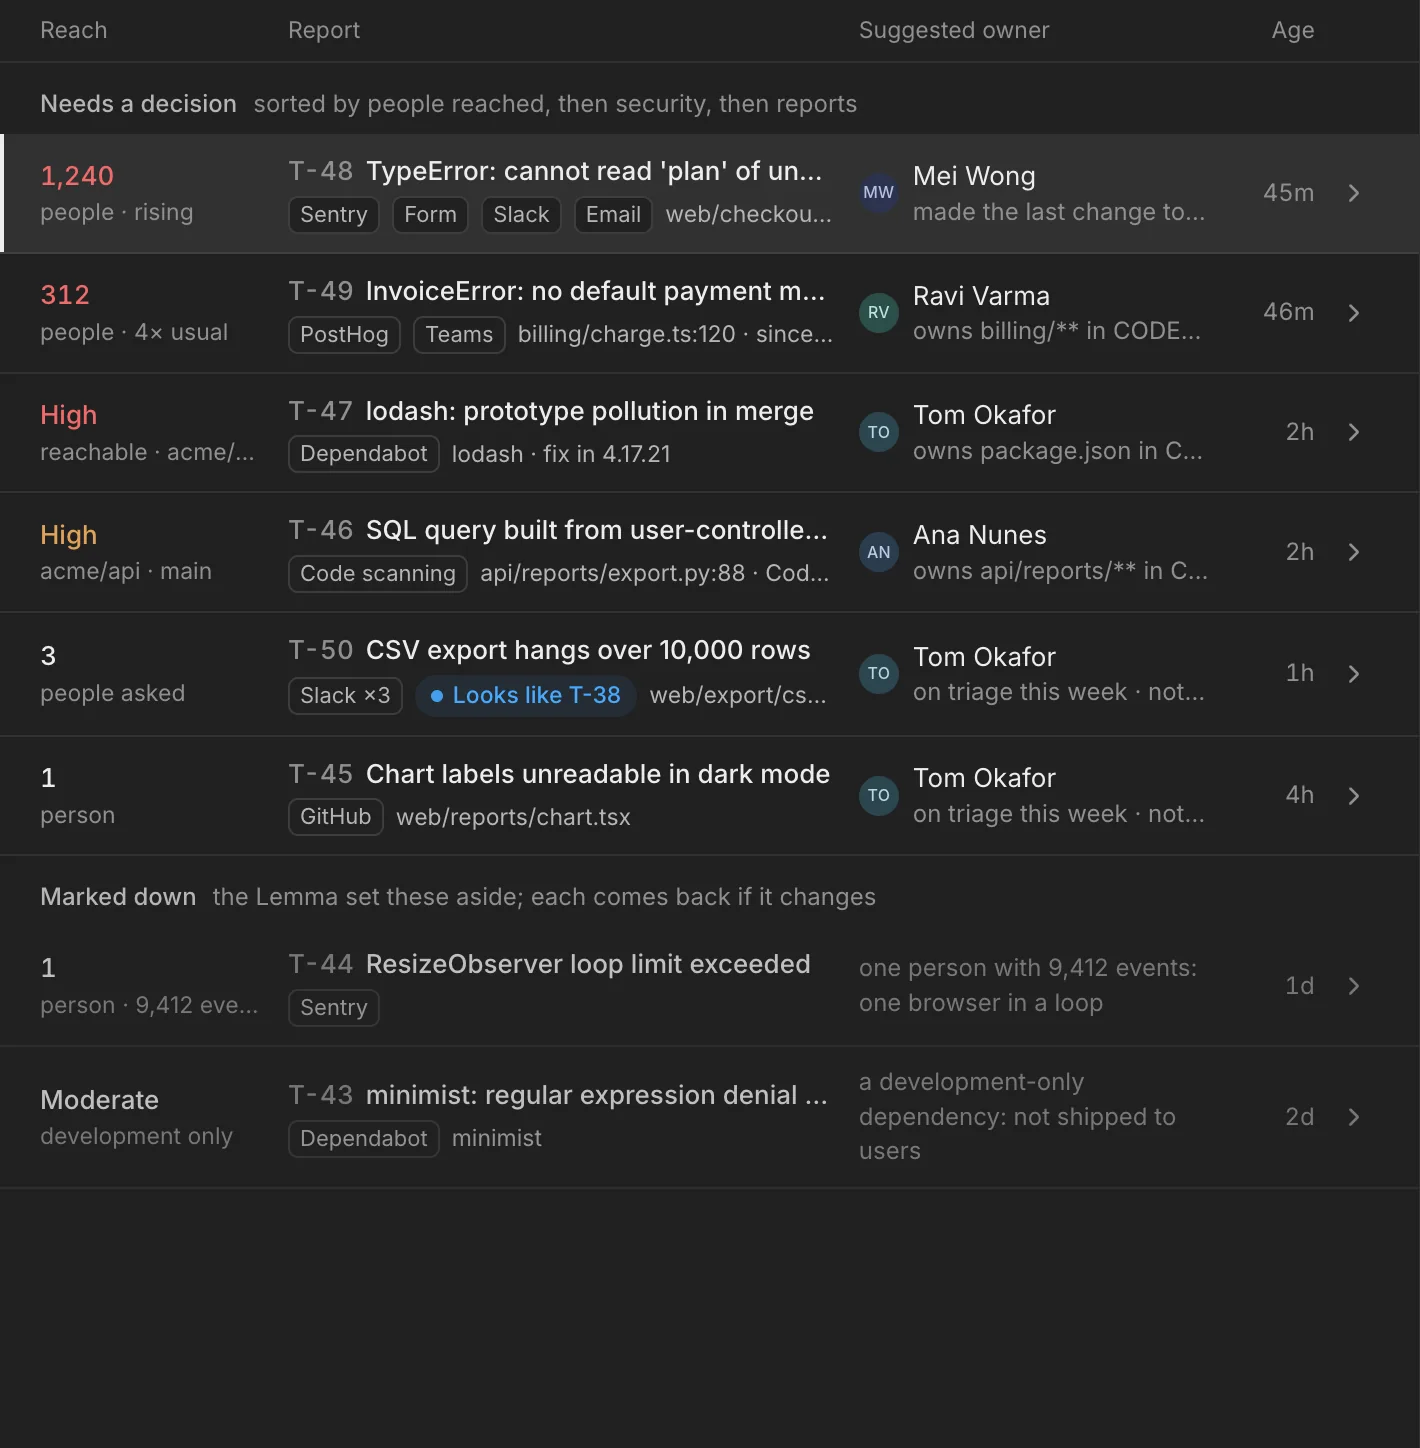 Reach Report Suggested owner Age
Needs a decision sorted by people reached, then security, then reports
1,240
people · rising
T-48 TypeError: cannot read 'plan' of un...
Sentry Form Slack Email web/checkou...
MW
Mei Wong
made the last change to...
45m
312
people · 4× usual
T-49 InvoiceError: no default payment m...
PostHog Teams billing/charge.ts:120 · since...
RV
Ravi Varma
owns billing/** in CODE...
46m
High
reachable · acme/...
T-47 lodash: prototype pollution in merge
Dependabot lodash · fix in 4.17.21
TO
Tom Okafor
owns package.json in C...
2h
High
acme/api · main
T-46 SQL query built from user-controlle...
Code scanning api/reports/export.py:88 · Cod...
AN
Ana Nunes
owns api/reports/** in C...
2h
3
people asked
T-50 CSV export hangs over 10,000 rows
Slack ×3 Looks like T-38 web/export/cs...
TO
Tom Okafor
on triage this week · not...
1h
1
person
T-45 Chart labels unreadable in dark mode
GitHub web/reports/chart.tsx
TO
Tom Okafor
on triage this week · not...
4h
Marked down the Lemma set these aside; each comes back if it changes
1
person · 9,412 eve...
T-44 ResizeObserver loop limit exceeded
Sentry
one person with 9,412 events:
one browser in a loop
1d
Moderate
development only
T-43 minimist: regular expression denial ...
Dependabot minimist
a development-only
dependency: not shipped to
users
2d